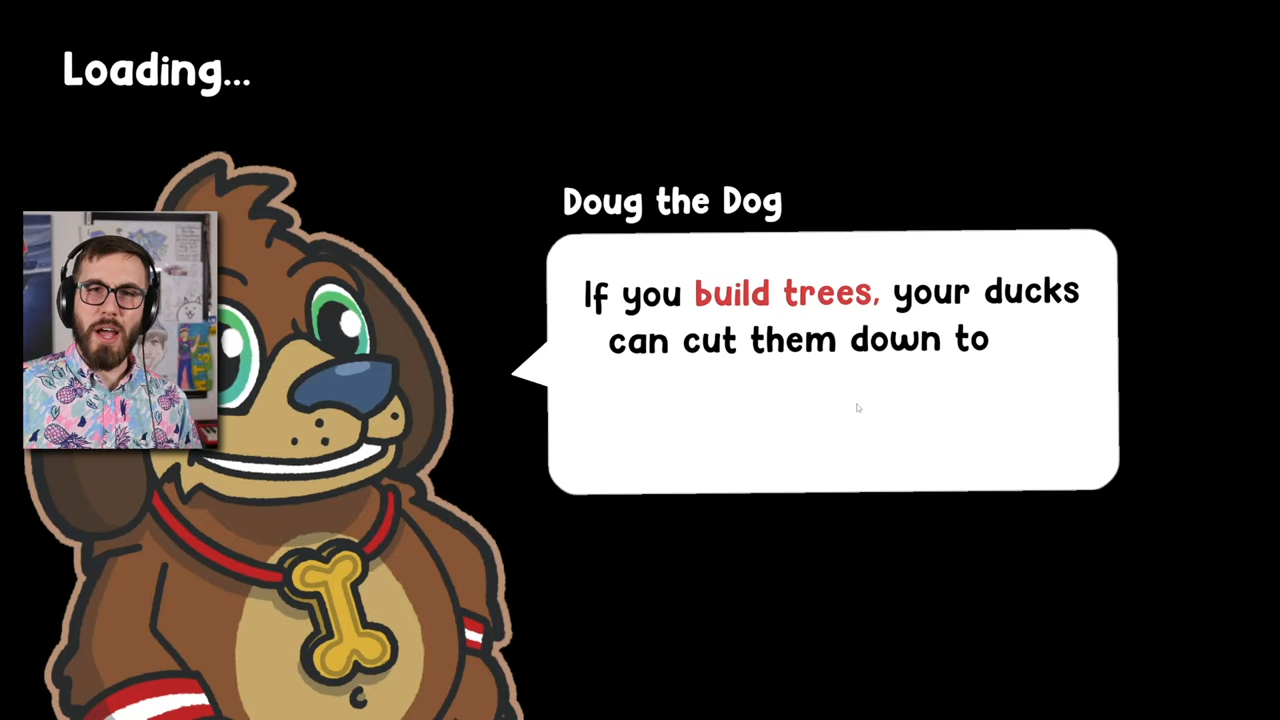 Loading...
Doug the Dog
If you build trees, your ducks
can cut them down to